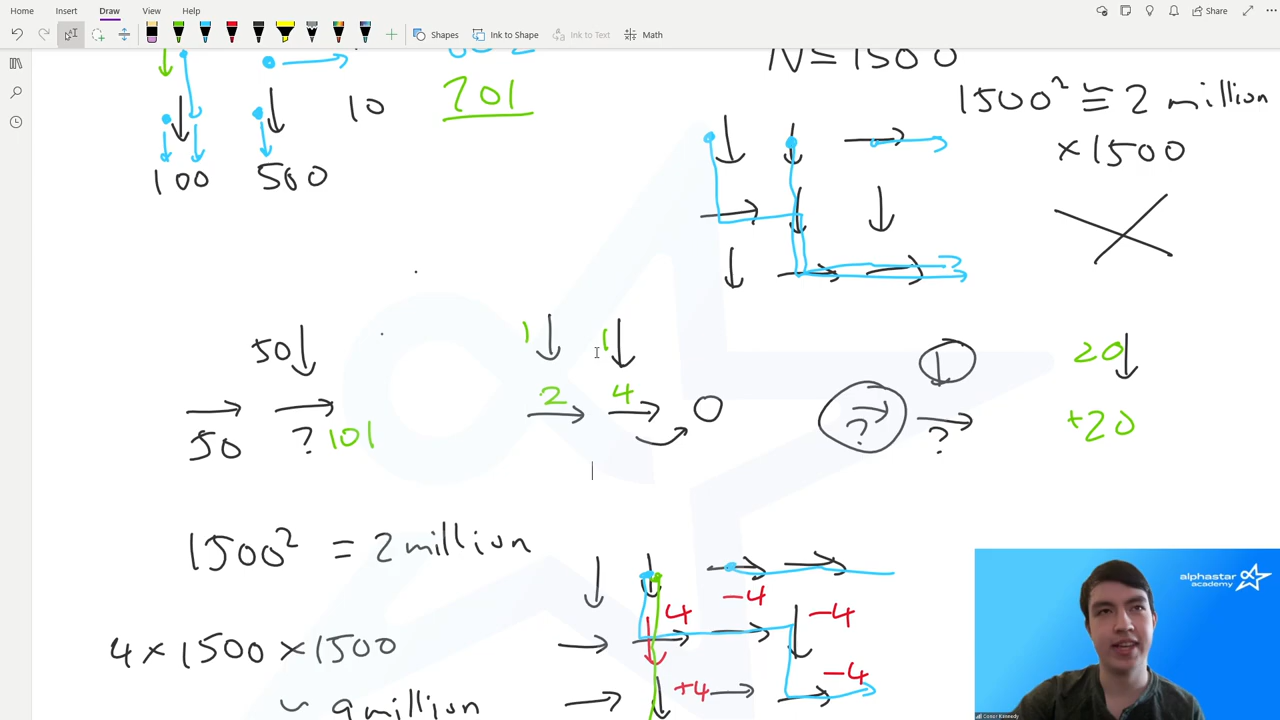 Home Insert Draw View Help Share
Shapes Ink to Shape Ink to Text Math
201
10
100 500
N = 1500
1500² ≅ 2 million
× 1500
50
50 ? 101
1 1
2 4
0
? ?
20
+20
1500² = 2 million
4 × 1500 × 1500
~ 9 million
4 -4 -4
+4 -4
alphastar
academy
Conor Kennedy